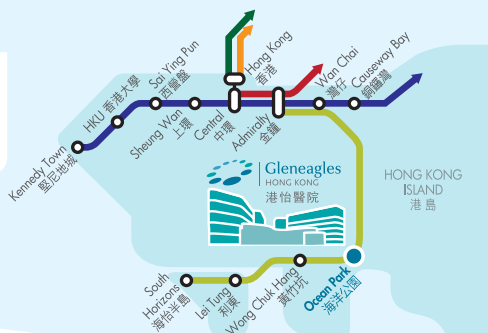 Kennedy Town
堅尼地城
HKU 香港大學
Sai Ying Pun
西營盤
Sheung Wan
上環
Central
中環
Hong Kong
香港
Admiralty
金鐘
Wan Chai
灣仔
Causeway Bay
銅鑼灣
Gleneagles
HONG KONG
港怡醫院
HONG KONG
ISLAND
港島
South
Horizons
海怡半島
Lei Tung
利東
Wong Chuk Hang
黃竹坑
Ocean Park
海洋公園